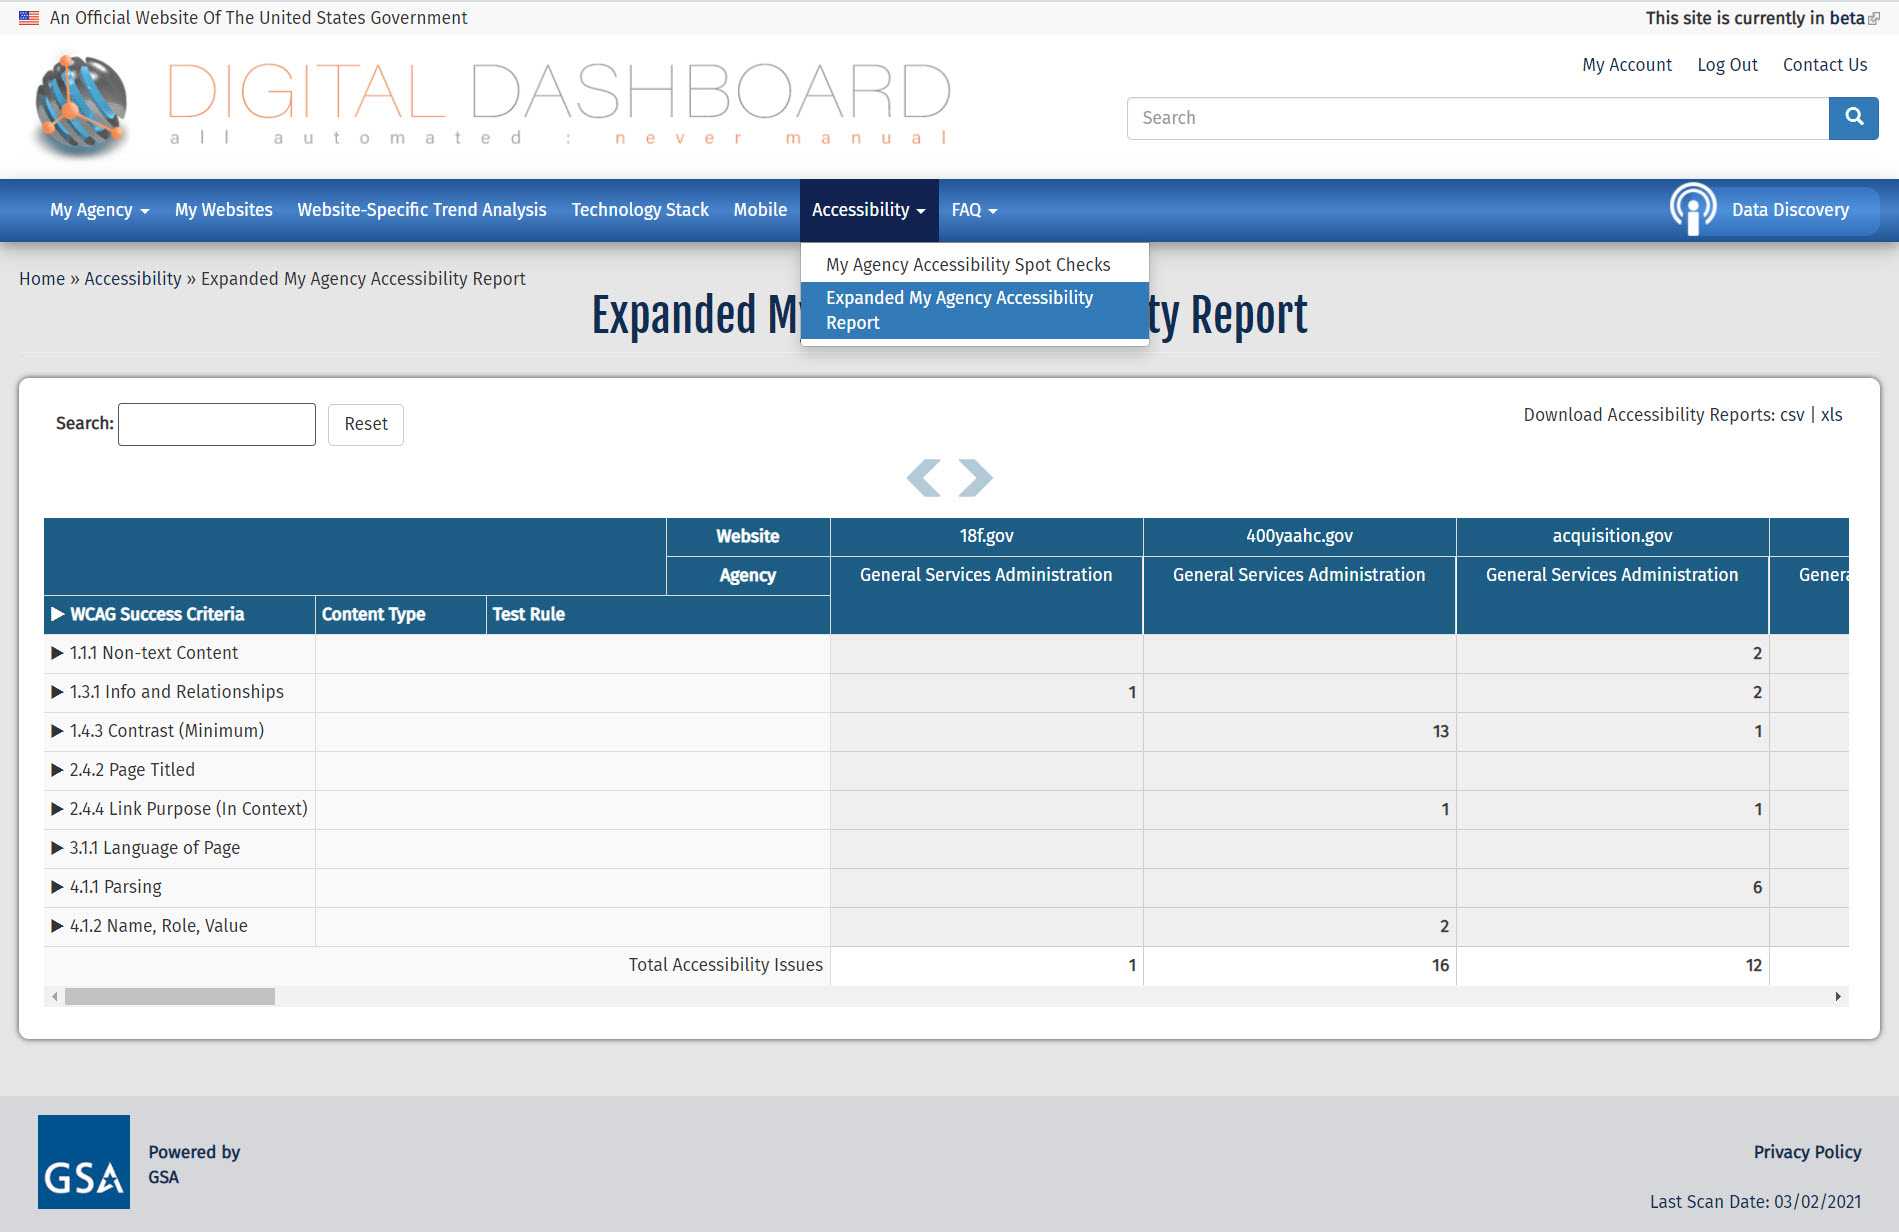 An Official Website Of The United States Government
This site is currently in beta
DIGITAL DASHBOARD
all automated : never manual
My Account Log Out Contact Us
Search
My Agency My Websites Website-Specific Trend Analysis Technology Stack Mobile Accessibility FAQ Data Discovery
My Agency Accessibility Spot Checks
Expanded My Agency Accessibility
Report
Home » Accessibility » Expanded My Agency Accessibility Report
Expanded My ty Report
Search: Reset
Download Accessibility Reports: csv | xls
Website 18f.gov 400yaahc.gov acquisition.gov
Agency General Services Administration General Services Administration General Services Administration Genera
WCAG Success Criteria Content Type Test Rule
1.1.1 Non-text Content 2
1.3.1 Info and Relationships 1 2
1.4.3 Contrast (Minimum) 13 1
2.4.2 Page Titled
2.4.4 Link Purpose (In Context) 1 1
3.1.1 Language of Page
4.1.1 Parsing 6
4.1.2 Name, Role, Value 2
Total Accessibility Issues 1 16 12
GSA
Powered by
GSA
Privacy Policy
Last Scan Date: 03/02/2021